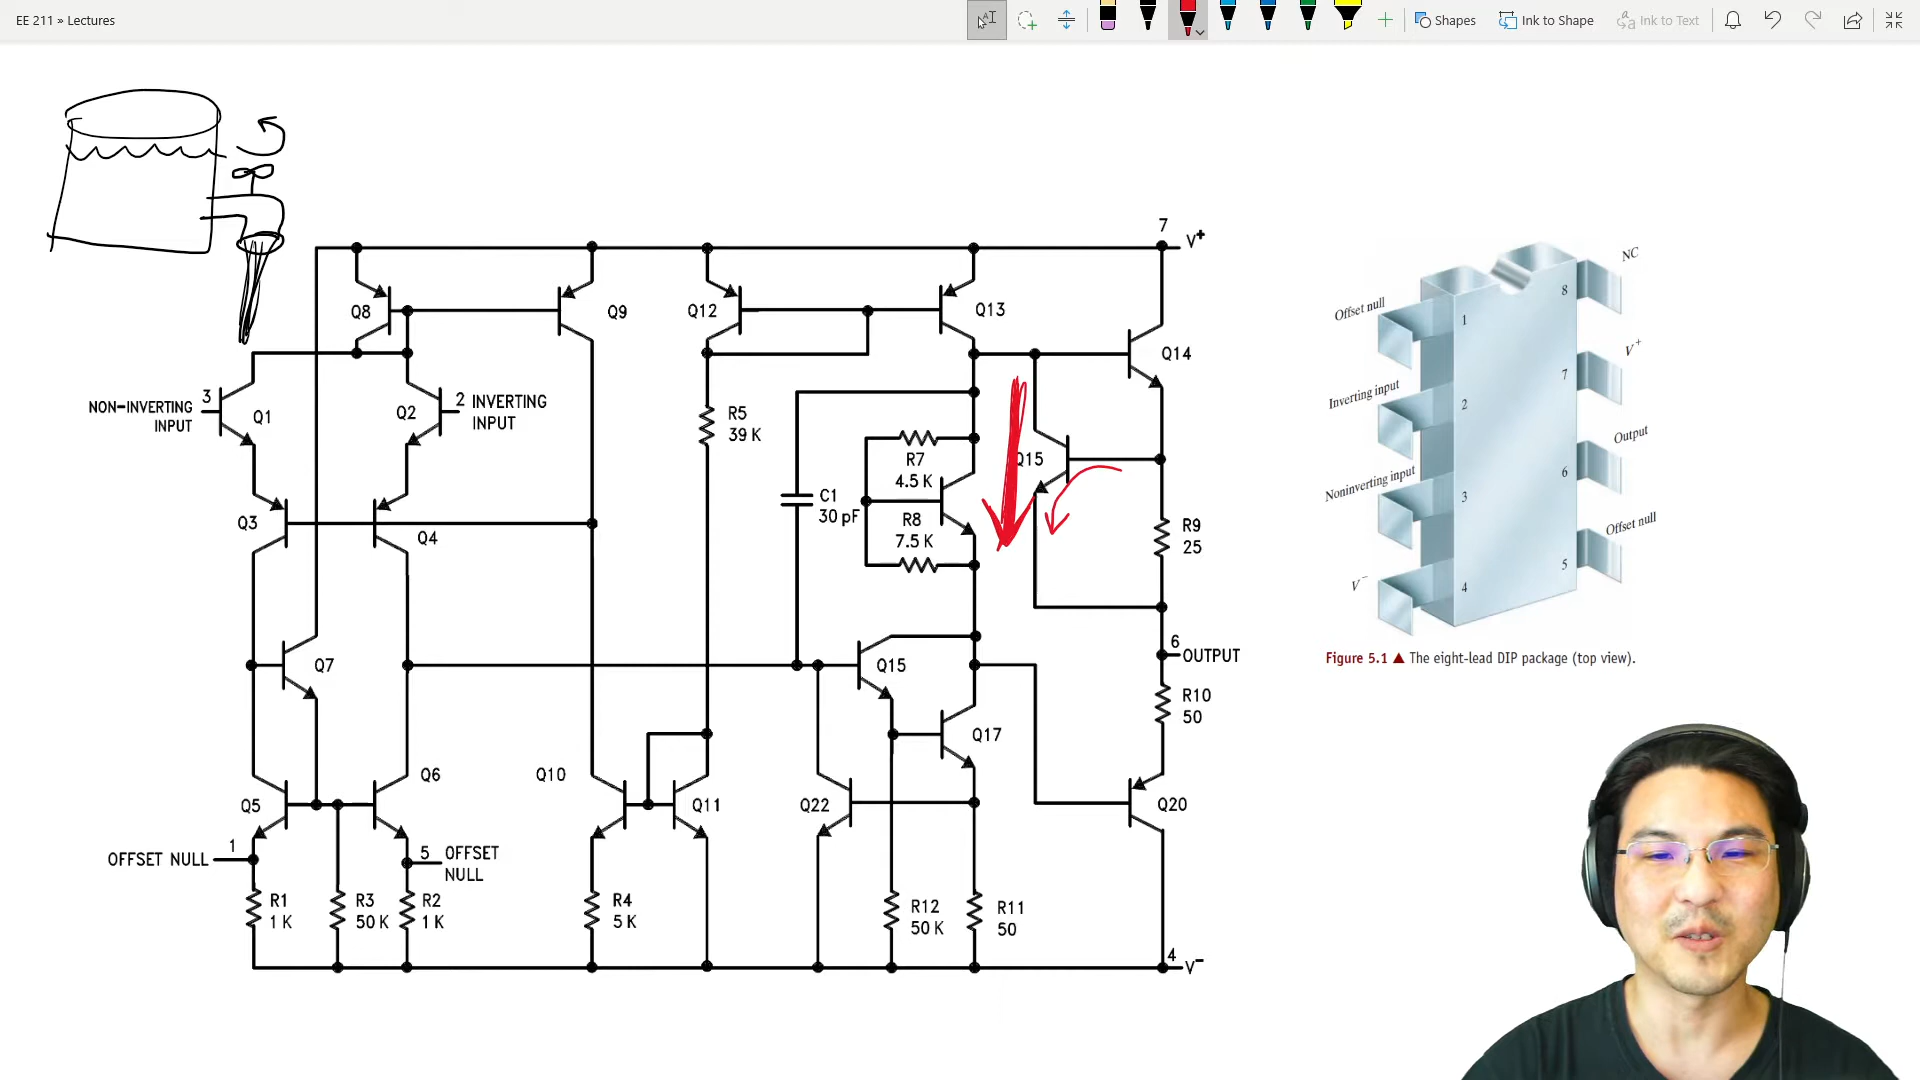 EE 211 » Lectures
Shapes
Ink to Shape
Ink to Text
7
V+
Q8
Q9
Q12
Q13
Q14
3
NON-INVERTING
INPUT
Q1
Q2
2 INVERTING
INPUT
R5
39 K
R7
4.5 K
Q15
C1
30 pF
R8
7.5 K
R9
25
Q3
Q4
Q7
Q15
6
OUTPUT
R10
50
Q17
Q5
Q6
Q10
Q11
Q22
Q20
OFFSET NULL
1
5 OFFSET
NULL
R1
1 K
R3
50 K
R2
1 K
R4
5 K
R12
50 K
R11
50
4
V−
NC
Offset null
8
1
V+
7
Inverting input
2
Output
6
Noninverting input
3
Offset null
5
V−
4
Figure 5.1 ▲ The eight-lead DIP package (top view).